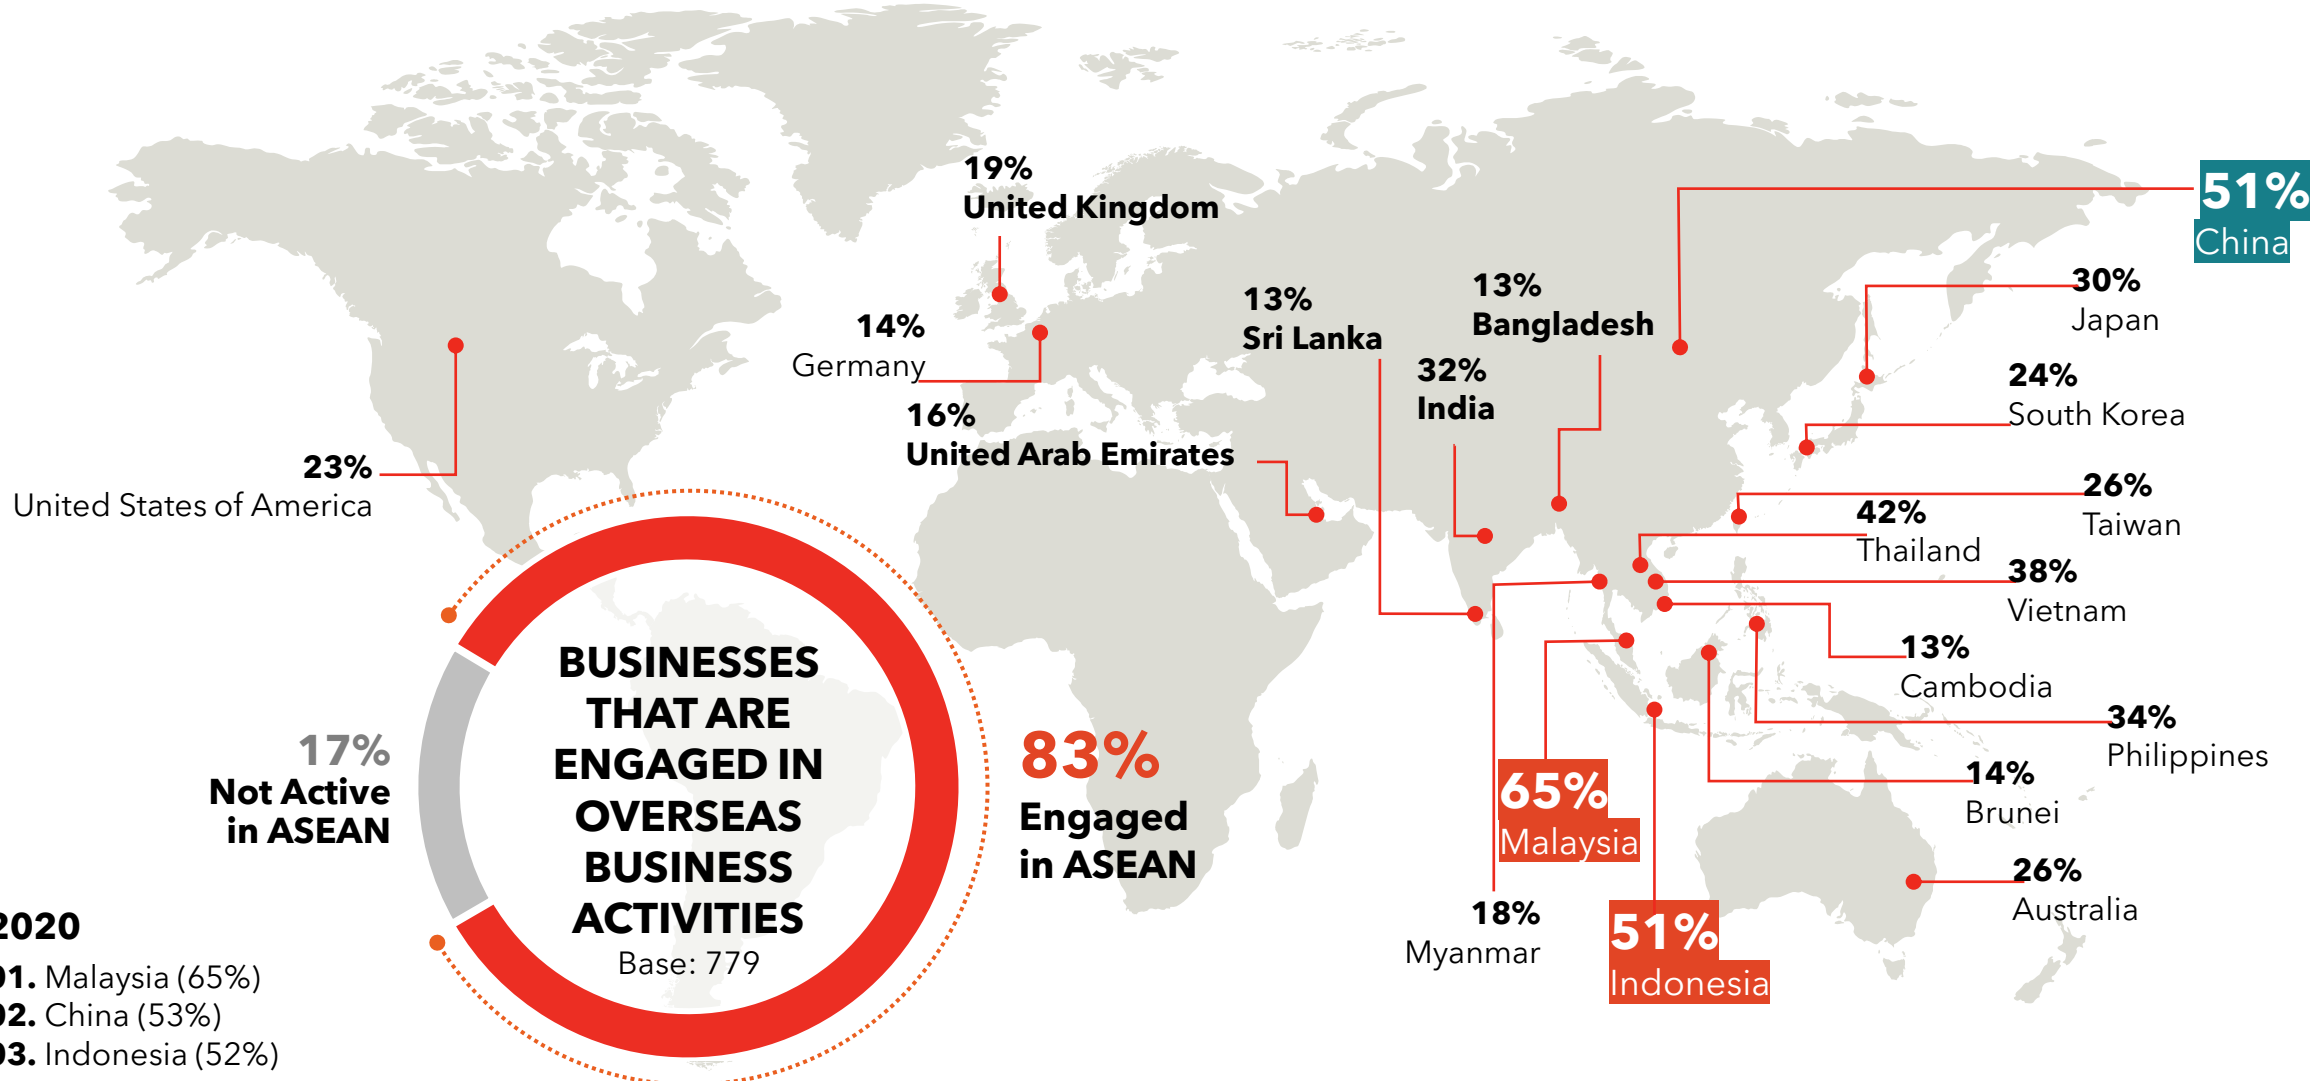 19%
United Kingdom
51%
China
13%
Bangladesh
30%
Japan
13%
Sri Lanka
14%
Germany
32%
India
24%
South Korea
16%
United Arab Emirates
23%
United States of America
26%
Taiwan
42%
Thailand
38%
Vietnam
13%
Cambodia
34%
Philippines
14%
Brunei
26%
Australia
65%
Malaysia
18%
Myanmar
51%
Indonesia
BUSINESSES
THAT ARE
ENGAGED IN
OVERSEAS
BUSINESS
ACTIVITIES
Base: 779
83%
Engaged
in ASEAN
17%
Not Active
in ASEAN
2020
01. Malaysia (65%)
02. China (53%)
03. Indonesia (52%)